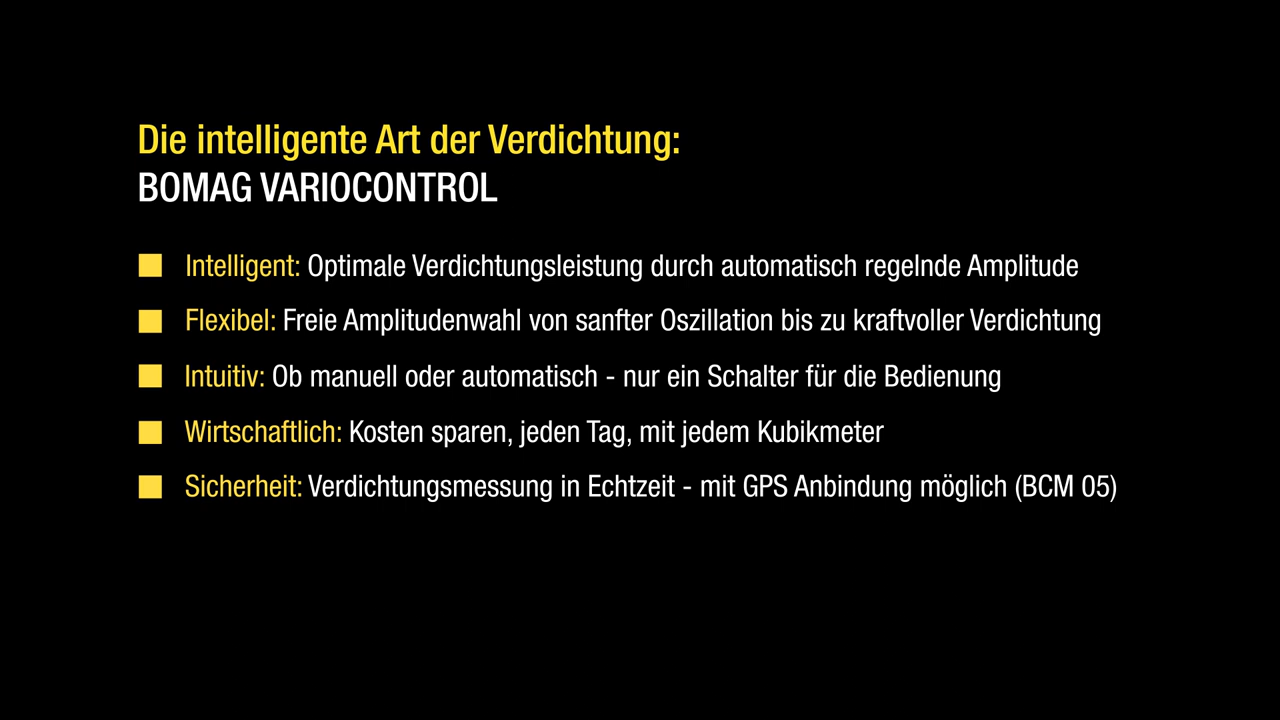 Die intelligente Art der Verdichtung:
BOMAG VARIOCONTROL
Intelligent: Optimale Verdichtungsleistung durch automatisch regelnde Amplitude
Flexibel: Freie Amplitudenwahl von sanfter Oszillation bis zu kraftvoller Verdichtung
Intuitiv: Ob manuell oder automatisch - nur ein Schalter für die Bedienung
Wirtschaftlich: Kosten sparen, jeden Tag, mit jedem Kubikmeter
Sicherheit: Verdichtungsmessung in Echtzeit - mit GPS Anbindung möglich (BCM 05)